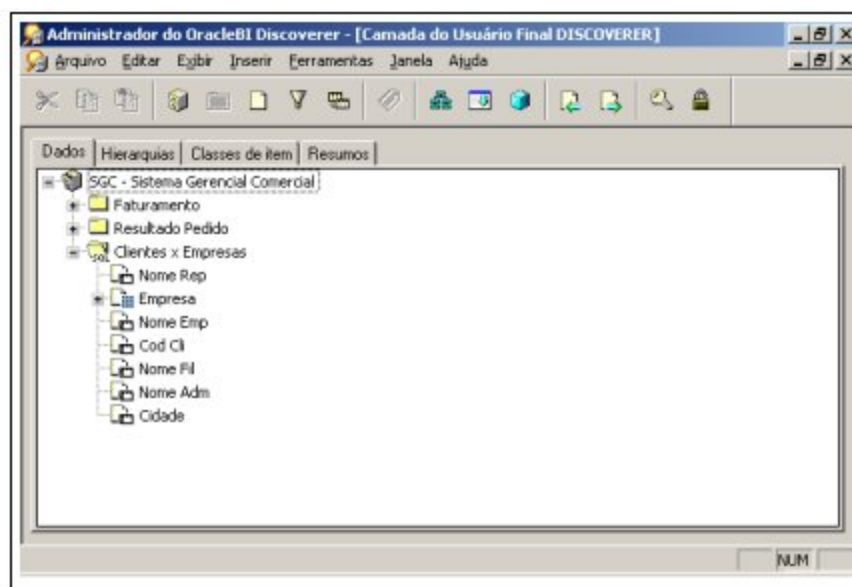 Administrador do OracleBI Discoverer - [Camada do Usuário Final DISCOVERER]
Arquivo Editar Exibir Inserir Ferramentas Janela Ajuda
Dados Hierarquias Classes de item Resumos
SGC - Sistema Gerencial Comercial
Faturamento
Resultado Pedido
Clientes x Empresas
Nome Rep
Empresa
Nome Emp
Cod Cli
Nome Fil
Nome Adm
Cidade
NUM